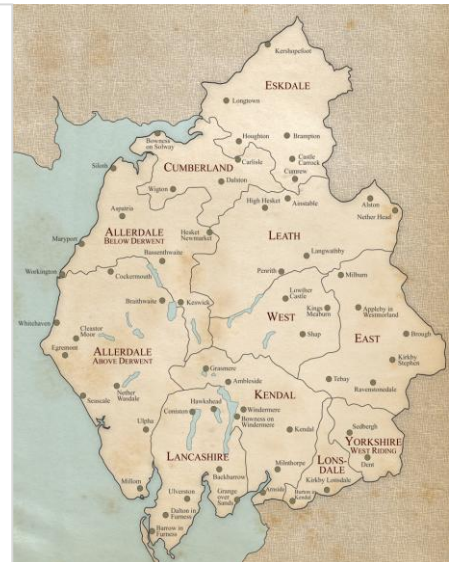 Kershopefoot
ESKDALE
Longtown
Houghton
Brampton
Bowness
on Solway
Carlisle
Castle
Carrock
CUMBERLAND
Cumrew
Silloth
Dalston
Wigton
High Hesket
Ainstable
Alston
Nether Head
Aspatria
ALLERDALE
BELOW DERWENT
Hesket
Newmarket
LEATH
Maryport
Bassenthwaite
Langwathby
Workington
Cockermouth
Penrith
Milburn
Braithwaite
Keswick
Lowther
Castle
Kings
Meaburn
Appleby in
Westmorland
Whitehaven
WEST
Cleator
Moor
Shap
EAST
Brough
Egremont
ALLERDALE
ABOVE DERWENT
Kirkby
Stephen
Grasmere
Tebay
Ravenstonedale
Ambleside
Nether
Wasdale
KENDAL
Seascale
Hawkshead
Coniston
Windermere
Bowness on
Windermere
Ulpha
Kendal
Sedbergh
YORKSHIRE
WEST RIDING
LANCASHIRE
LONS-
DALE
Dent
Backbarrow
Milnthorpe
Millom
Ulverston
Grange
over
Sands
Arnside
Burton in
Kendal
Kirkby Lonsdale
Dalton in
Furness
Barrow in
Furness